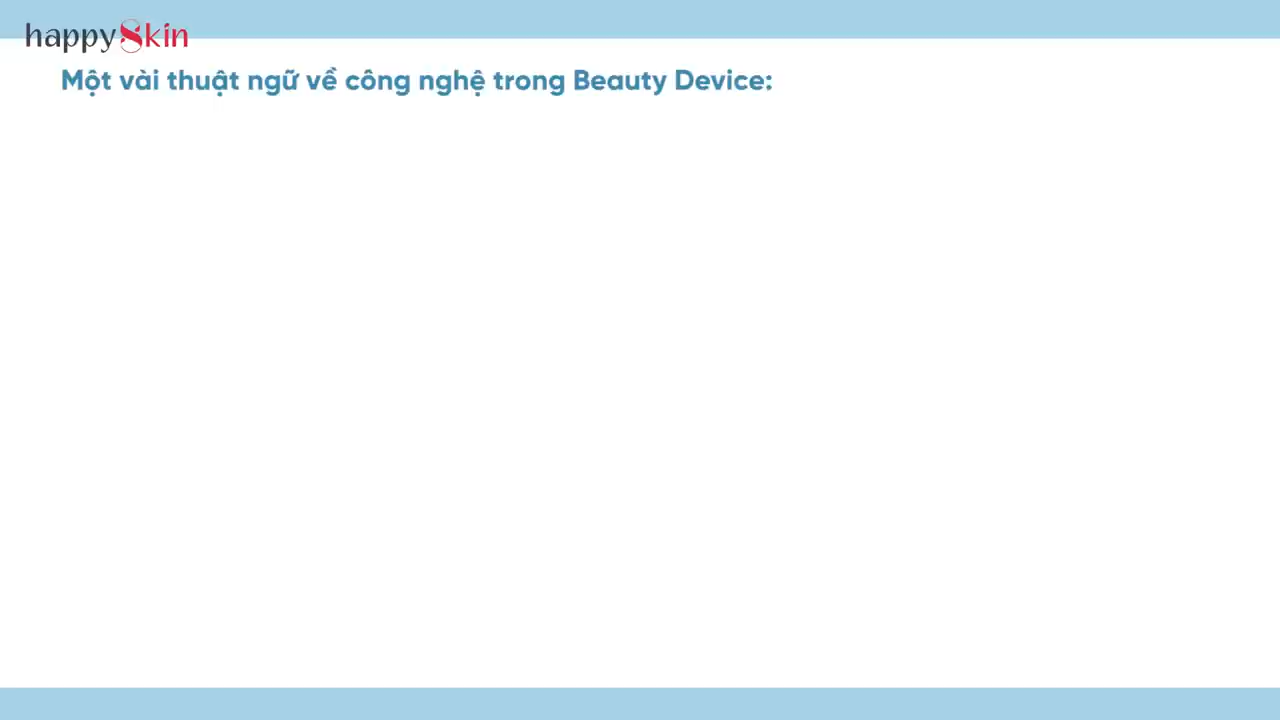 happySkin
Một vài thuật ngữ về công nghệ trong Beauty Device: